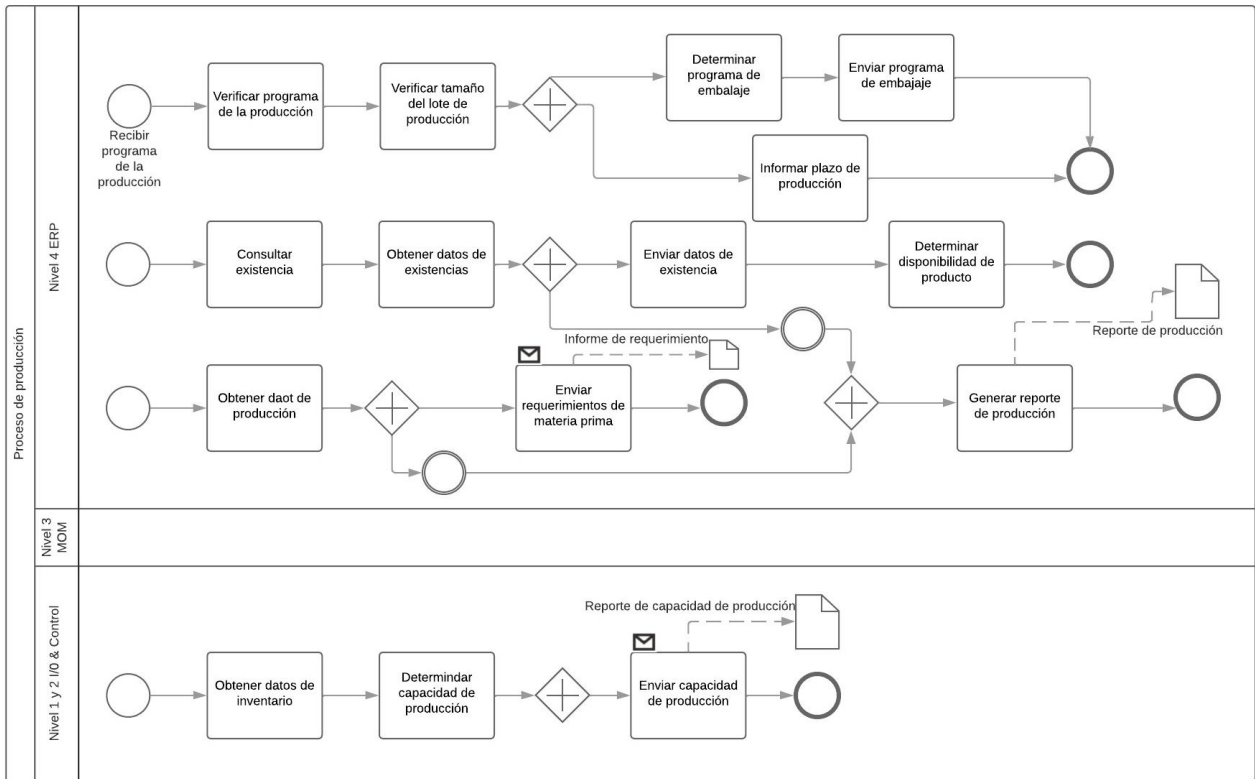 Proceso de producción
Nivel 4 ERP
Recibir
programa
de la
producción
Verificar programa
de la producción
Verificar tamaño
del lote de
producción
Determinar
programa de
embalaje
Enviar programa
de embajaje
Informar plazo de
producción
Consultar
existencia
Obtener datos de
existencias
Enviar datos de
existencia
Determinar
disponibilidad de
producto
Reporte de producción
Informe de requerimiento
Obtener daot de
producción
Enviar
requerimientos de
materia prima
Generar reporte
de producción
Nivel 3
MOM
Nivel 1 y 2 I/0 & Control
Reporte de capacidad de producción
Obtener datos de
inventario
Determindar
capacidad de
producción
Enviar capacidad
de producción